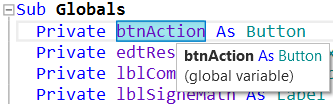 Sub Globals
Private btnAction As Button
Private edtRes
btnAction As Button
Private lblCom
(global variable)
Private lblSigneMath As Label